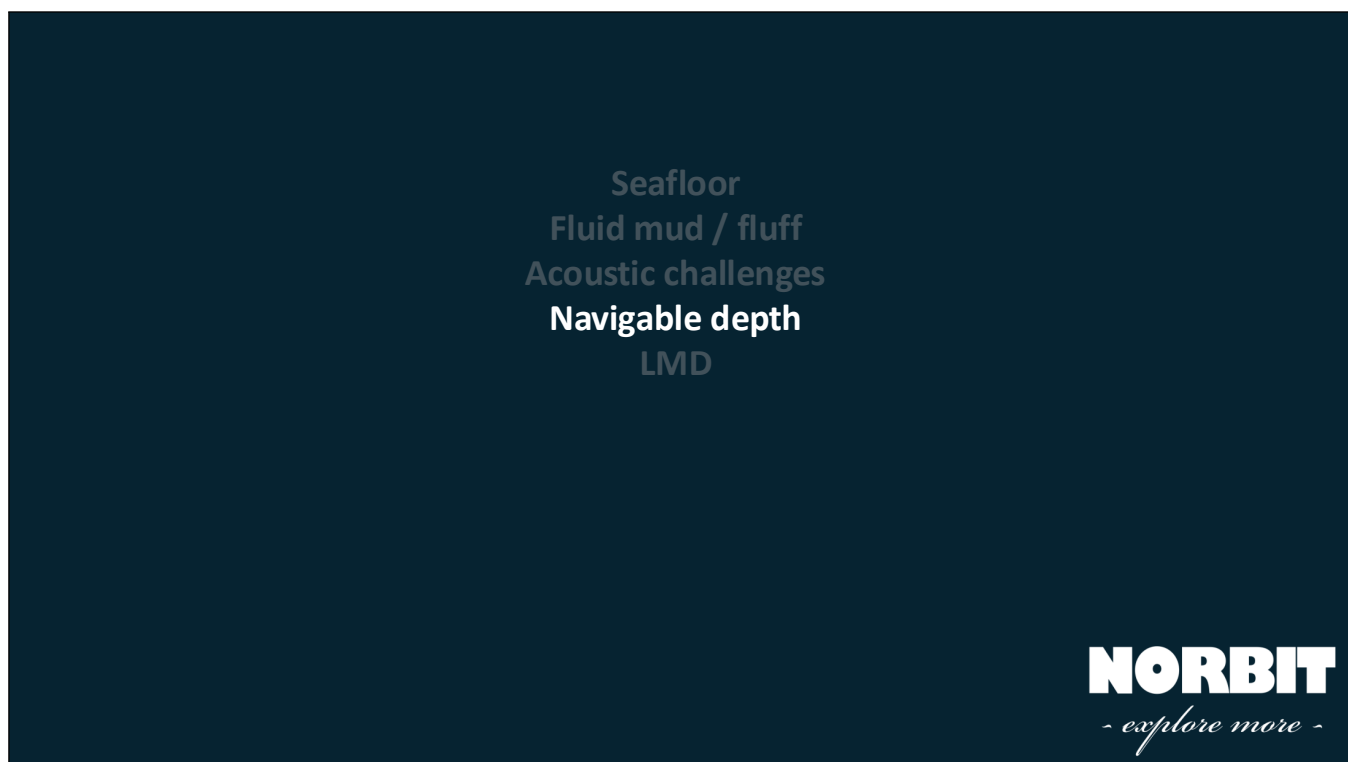 Seafloor
Fluid mud / fluff
Acoustic challenges
Navigable depth
LMD
NORBIT
- explore more -